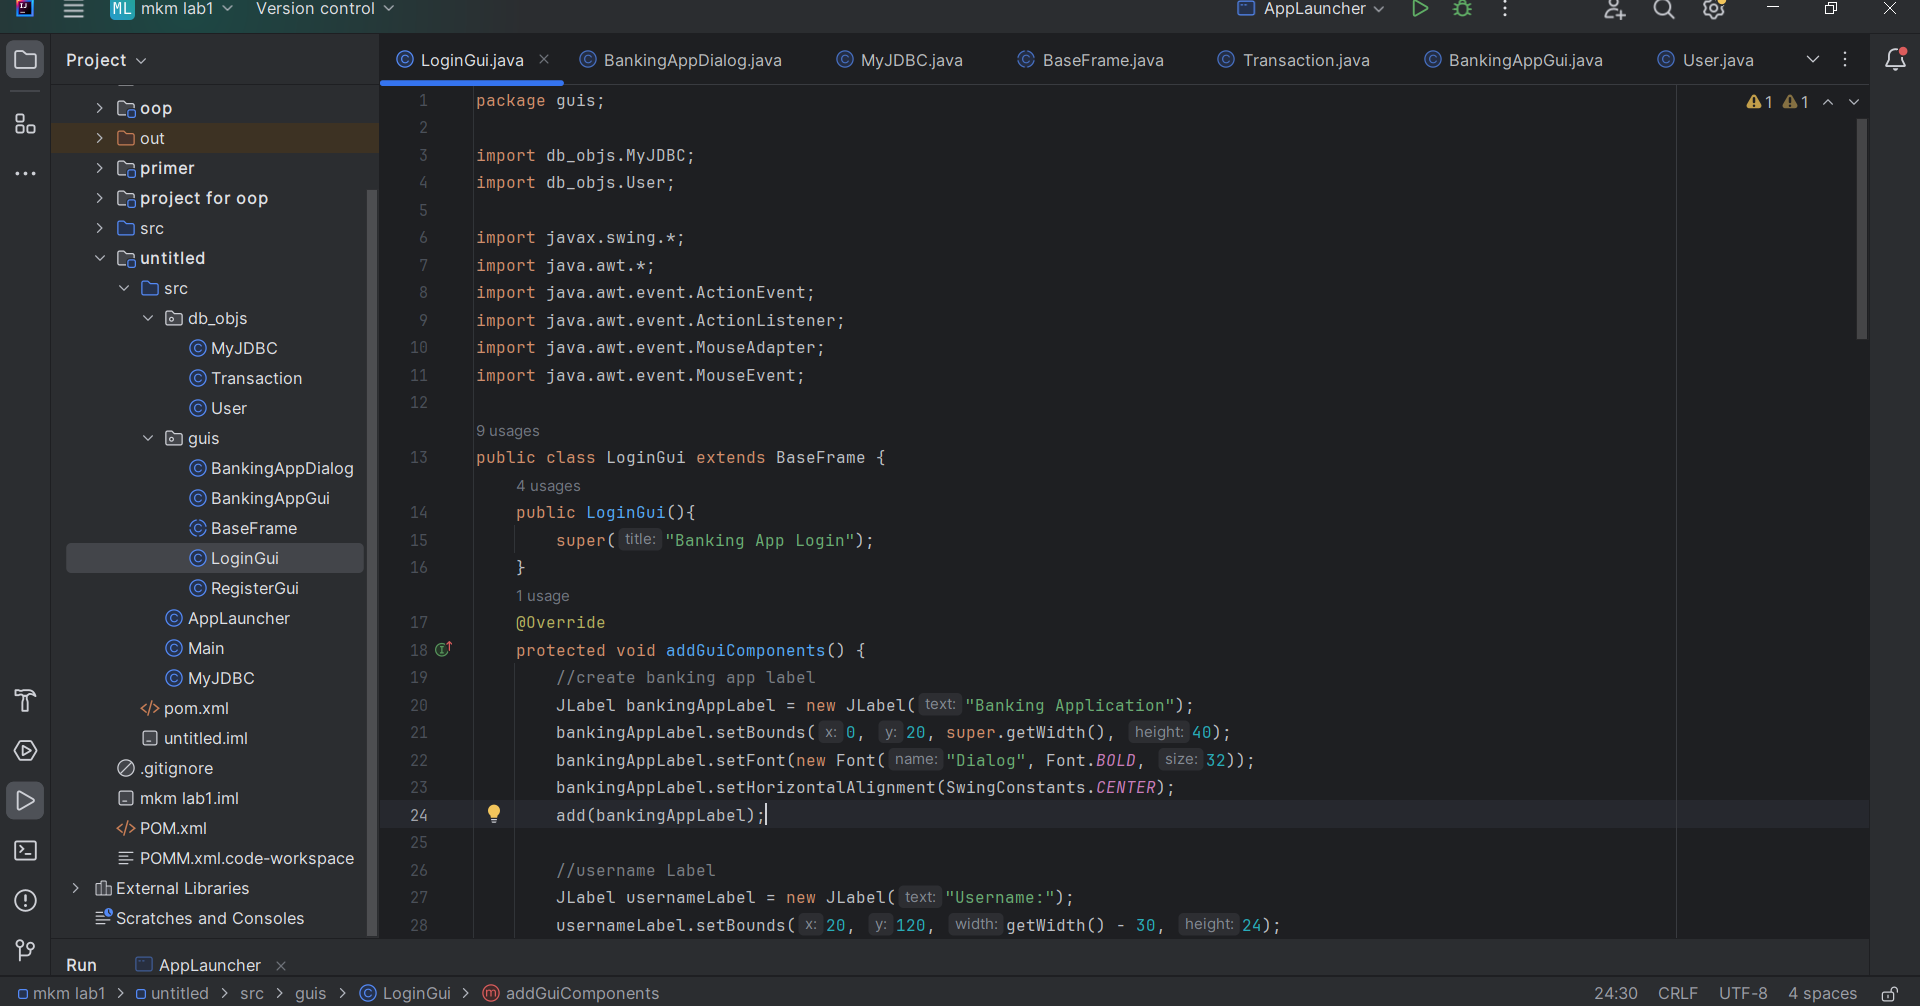 ML mkm lab1 Version control AppLauncher
Project
oop
out
primer
project for oop
src
untitled
src
db_objs
MyJDBC
Transaction
User
guis
BankingAppDialog
BankingAppGui
BaseFrame
LoginGui
RegisterGui
AppLauncher
Main
MyJDBC
pom.xml
untitled.iml
.gitignore
mkm lab1.iml
POM.xml
POMM.xml.code-workspace
External Libraries
Scratches and Consoles
LoginGui.java BankingAppDialog.java MyJDBC.java BaseFrame.java Transaction.java BankingAppGui.java User.java
1 1
1 package guis;
2
3 import db_objs.MyJDBC;
4 import db_objs.User;
5
6 import javax.swing.*;
7 import java.awt.*;
8 import java.awt.event.ActionEvent;
9 import java.awt.event.ActionListener;
10 import java.awt.event.MouseAdapter;
11 import java.awt.event.MouseEvent;
12
9 usages
13 public class LoginGui extends BaseFrame {
4 usages
14 public LoginGui(){
15 super( title: "Banking App Login");
16 }
1 usage
17 @Override
18 protected void addGuiComponents() {
19 //create banking app label
20 JLabel bankingAppLabel = new JLabel( text: "Banking Application");
21 bankingAppLabel.setBounds( x: 0, y: 20, super.getWidth(), height: 40);
22 bankingAppLabel.setFont(new Font( name: "Dialog", Font.BOLD, size: 32));
23 bankingAppLabel.setHorizontalAlignment(SwingConstants.CENTER);
24 add(bankingAppLabel);
25
26 //username Label
27 JLabel usernameLabel = new JLabel( text: "Username:");
28 usernameLabel.setBounds( x: 20, y: 120, width: getWidth() - 30, height: 24);
Run AppLauncher
mkm lab1 > untitled > src > guis > LoginGui > addGuiComponents 24:30 CRLF UTF-8 4 spaces